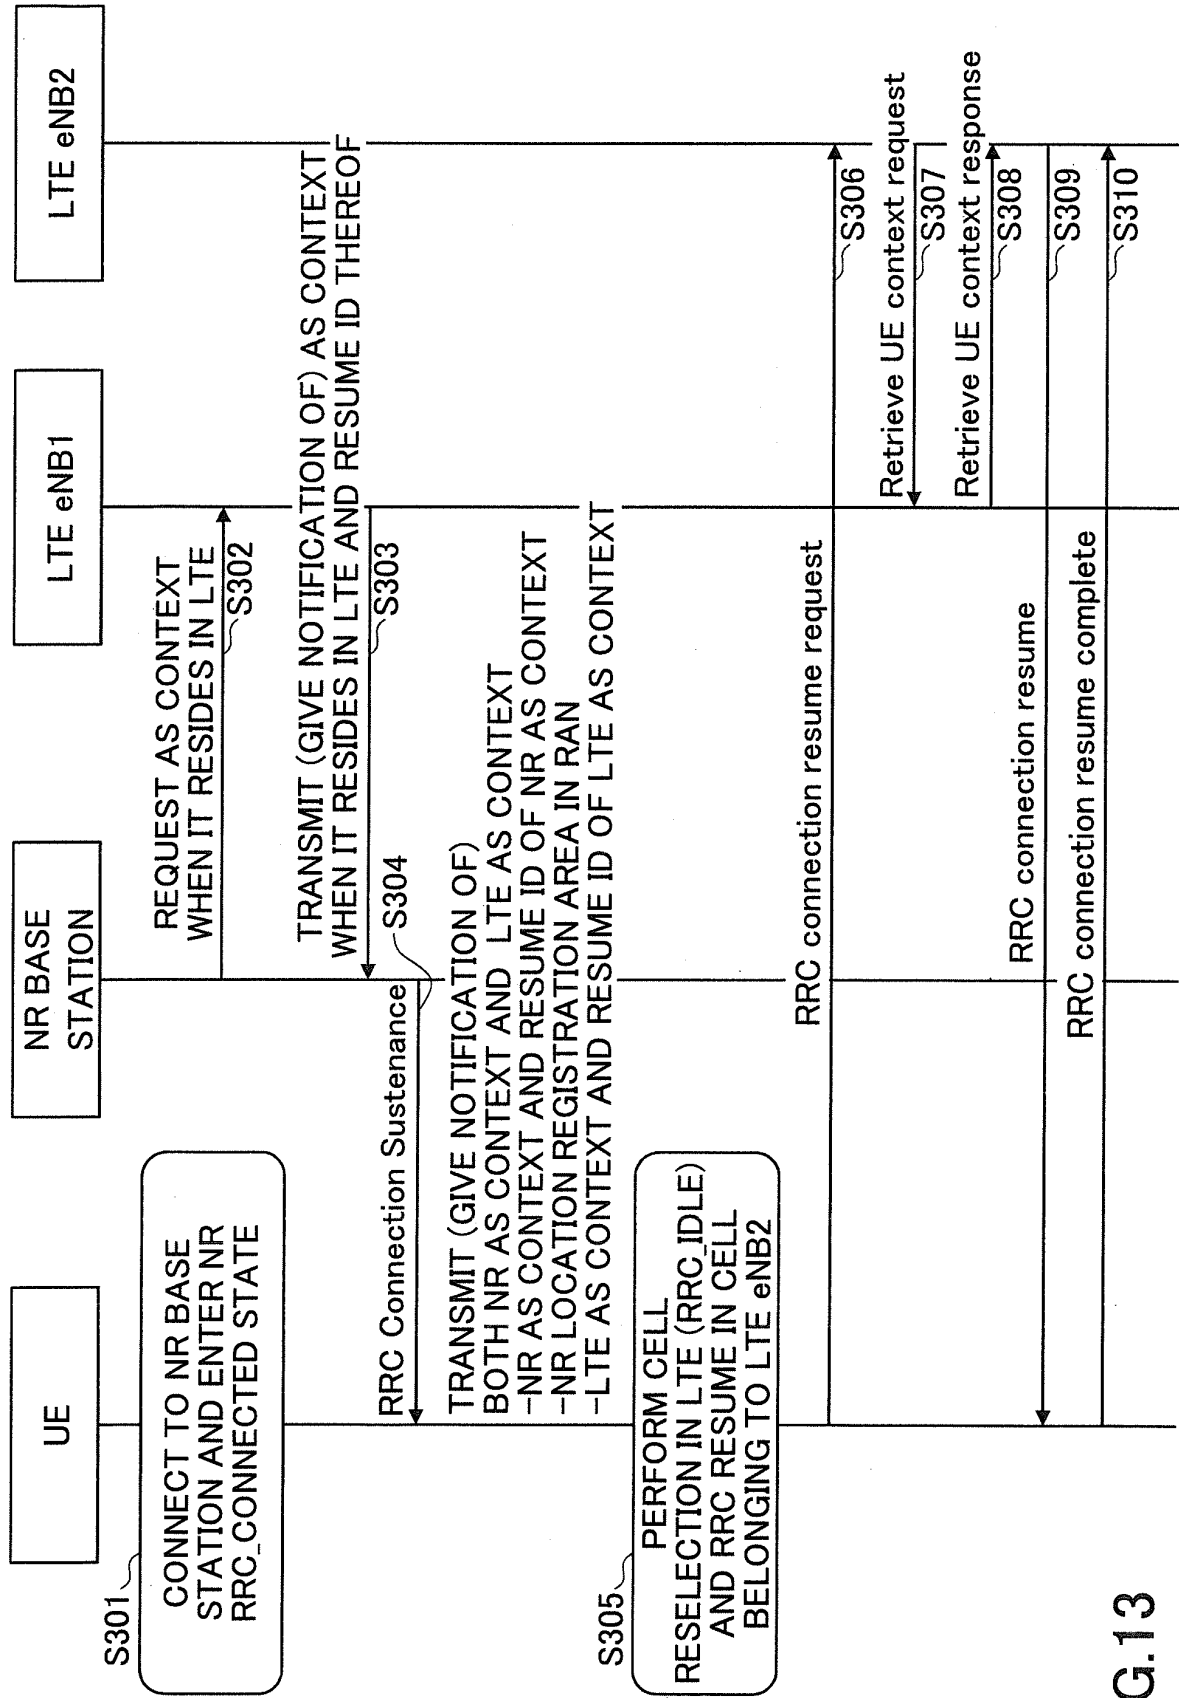 UE
NR BASE
STATION
LTE eNB1
LTE eNB2
S301
CONNECT TO NR BASE
STATION AND ENTER NR
RRC_CONNECTED STATE
REQUEST AS CONTEXT
WHEN IT RESIDES IN LTE
S302
TRANSMIT (GIVE NOTIFICATION OF) AS CONTEXT
WHEN IT RESIDES IN LTE AND RESUME ID THEREOF
S303
RRC Connection Sustenance
S304
TRANSMIT (GIVE NOTIFICATION OF)
BOTH NR AS CONTEXT AND LTE AS CONTEXT
-NR AS CONTEXT AND RESUME ID OF NR AS CONTEXT
-NR LOCATION REGISTRATION AREA IN RAN
-LTE AS CONTEXT AND RESUME ID OF LTE AS CONTEXT
S305
PERFORM CELL
RESELECTION IN LTE (RRC_IDLE)
AND RRC RESUME IN CELL
BELONGING TO LTE eNB2
RRC connection resume request
S306
Retrieve UE context request
S307
Retrieve UE context response
S308
RRC connection resume
S309
RRC connection resume complete
S310
G.13